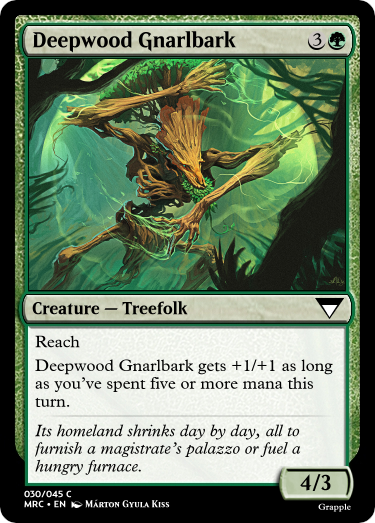 Deepwood Gnarlbark 3
Creature — Treefolk
Reach
Deepwood Gnarlbark gets +1/+1 as long
as you've spent five or more mana this
turn.
Its homeland shrinks day by day, all to
furnish a magistrate's palazzo or fuel a
hungry furnace.
4/3
030/045 C
MRC • EN Márton Gyula Kiss
Grapple